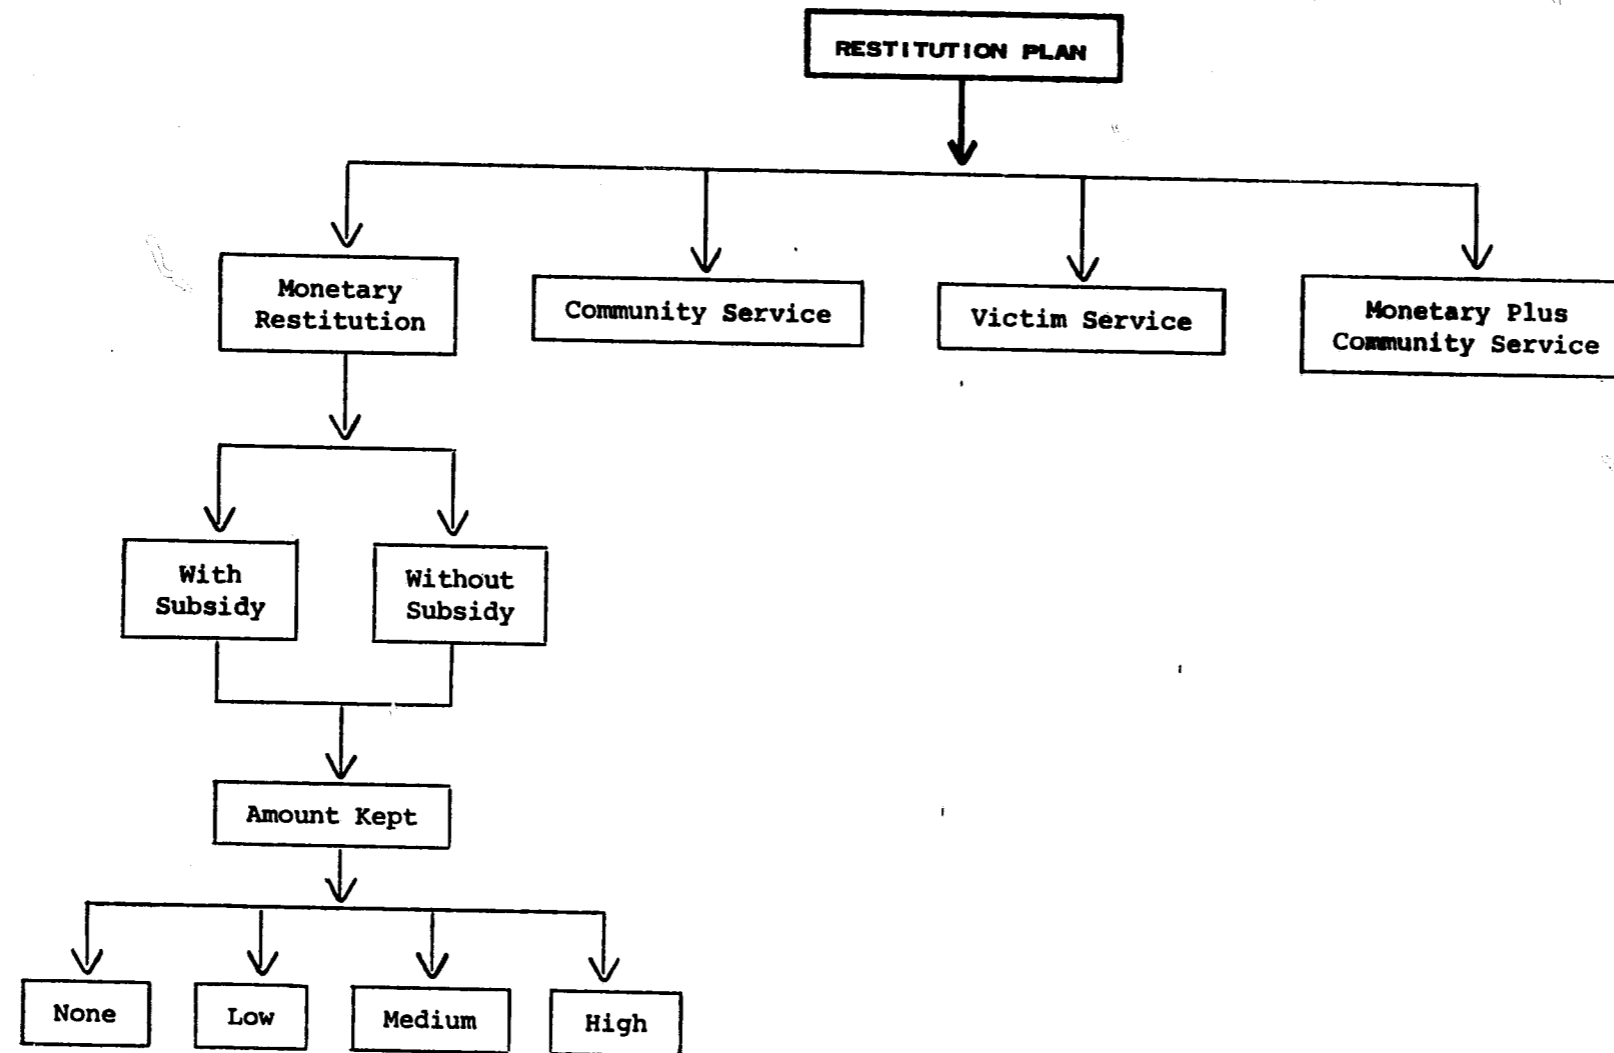 RESTITUTION PLAN
Monetary
Restitution
Community Service
Victim Service
Monetary Plus
Community Service
With
Subsidy
Without
Subsidy
Amount Kept
None
Low
Medium
High